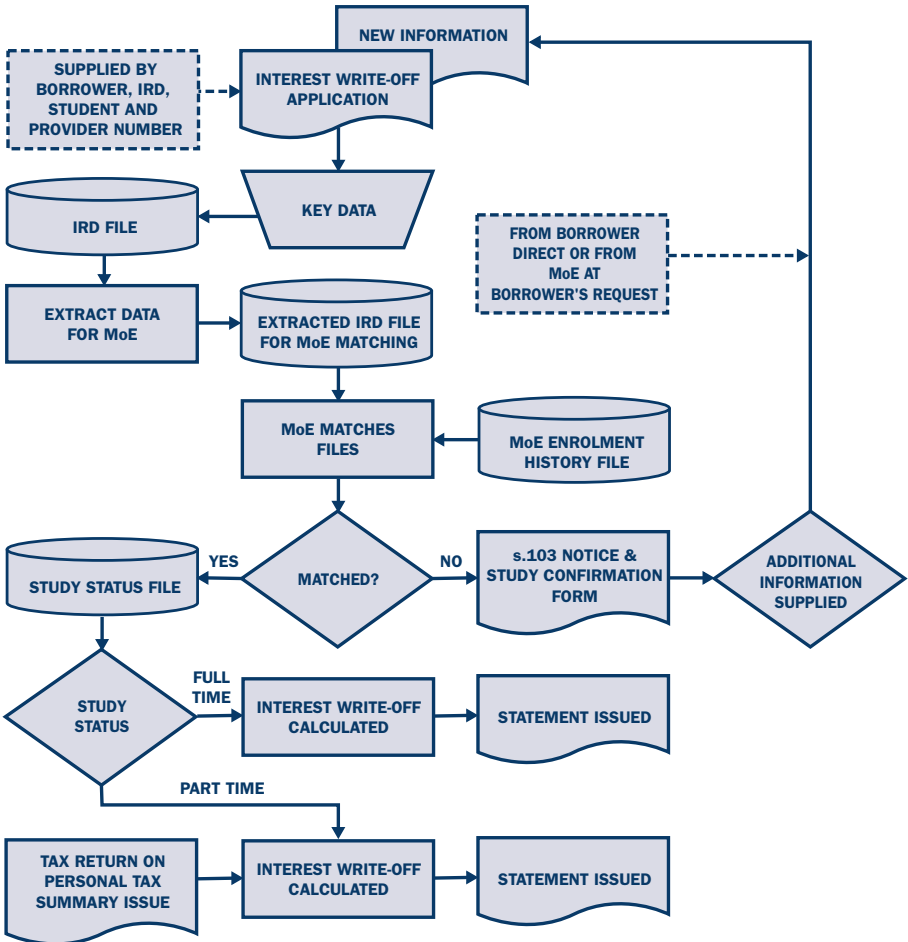 NEW INFORMATION
SUPPLIED BY
BORROWER, IRD,
STUDENT AND
PROVIDER NUMBER
INTEREST WRITE-OFF
APPLICATION
KEY DATA
IRD FILE
FROM BORROWER
DIRECT OR FROM
MoE AT
BORROWER'S REQUEST
EXTRACT DATA
FOR MoE
EXTRACTED IRD FILE
FOR MoE MATCHING
MoE MATCHES
FILES
MoE ENROLMENT
HISTORY FILE
STUDY STATUS FILE
YES
MATCHED?
NO
s.103 NOTICE &
STUDY CONFIRMATION
FORM
ADDITIONAL
INFORMATION
SUPPLIED
STUDY
STATUS
FULL
TIME
INTEREST WRITE-OFF
CALCULATED
STATEMENT ISSUED
PART TIME
TAX RETURN ON
PERSONAL TAX
SUMMARY ISSUE
INTEREST WRITE-OFF
CALCULATED
STATEMENT ISSUED